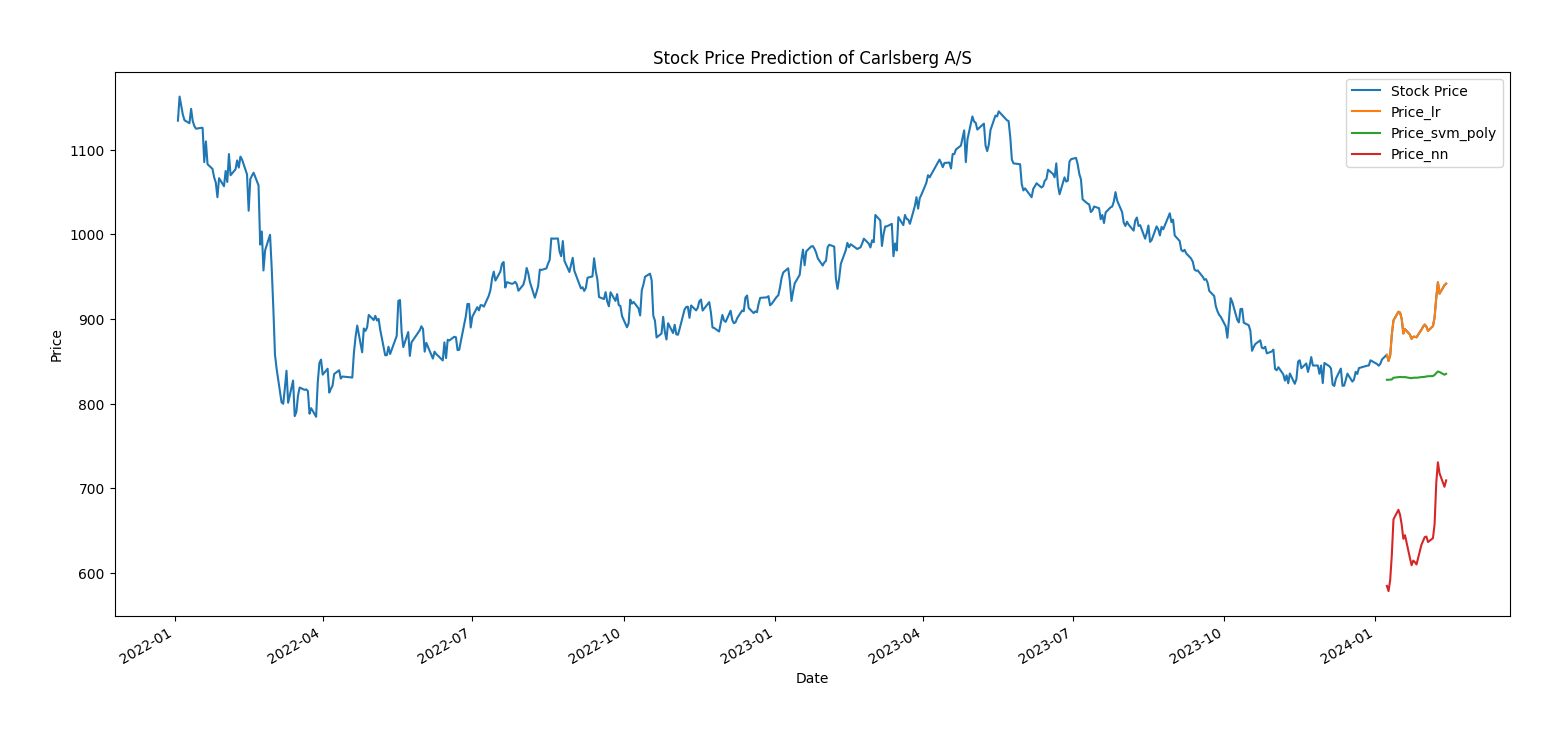 Stock Price Prediction of Carlsberg A/S
Stock Price
Price_lr
Price_svm_poly
Price_nn
Price
1100
1000
900
800
700
600
2022-01
2022-04
2022-07
2022-10
2023-01
2023-04
2023-07
2023-10
2024-01
Date